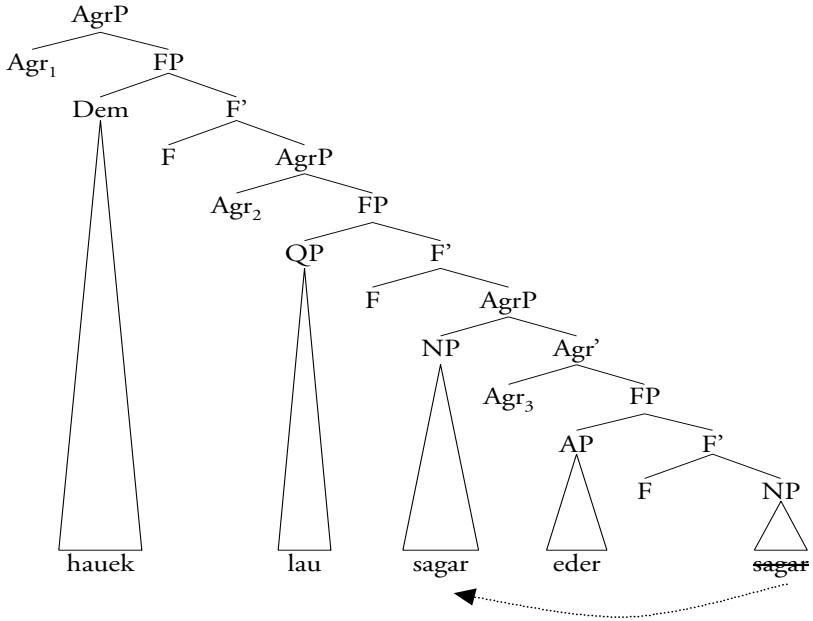 AgrP
Agr₁ FP
Dem F’
F AgrP
Agr₂ FP
QP F’
F AgrP
NP Agr’
Agr₃ FP
AP F’
F NP
hauek lau sagar eder sagar